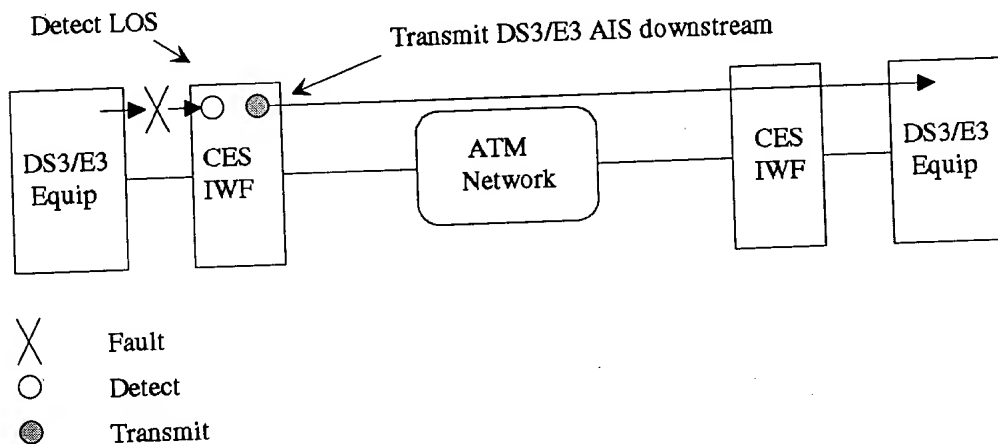 Detect LOS
Transmit DS3/E3 AIS downstream
DS3/E3
Equip
CES
IWF
ATM
Network
CES
IWF
DS3/E3
Equip
Fault
Detect
Transmit